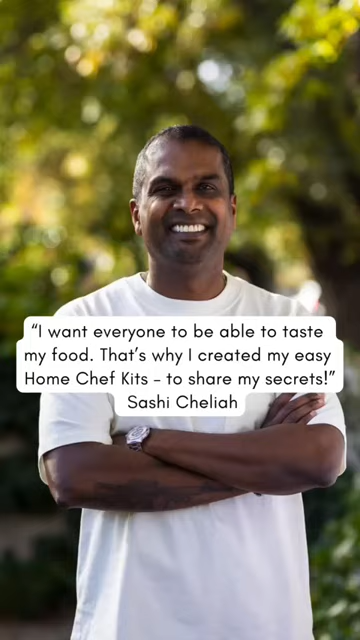 “I want everyone to be able to taste
my food. That’s why I created my easy
Home Chef Kits – to share my secrets!”
Sashi Cheliah